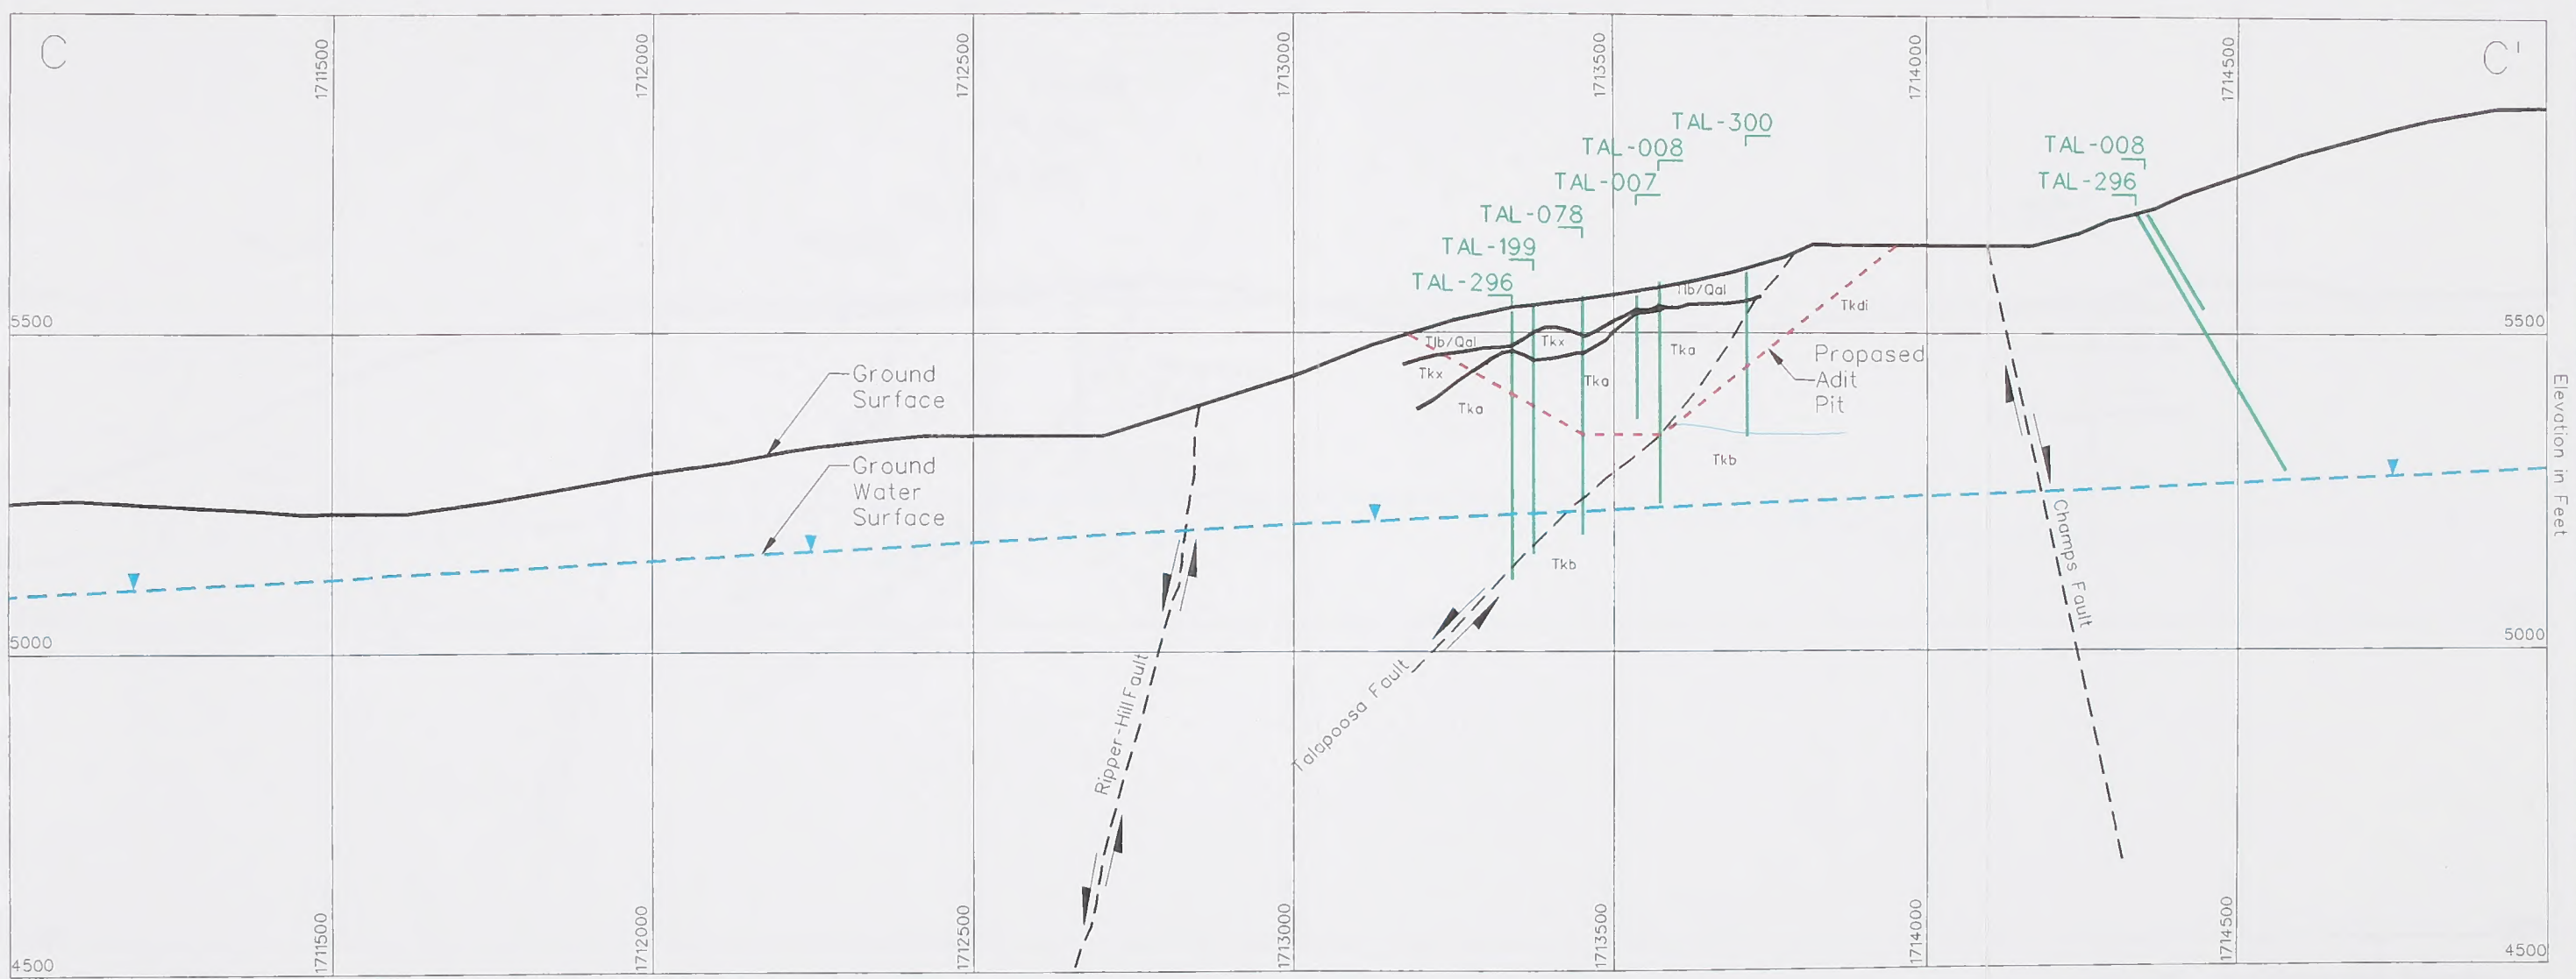 C
C'
1711500
1712000
1712500
1713000
1713500
1714000
1714500
TAL-300
TAL-008
TAL-007
TAL-078
TAL-199
TAL-296
TAL-008
TAL-296
5500
5500
Tlb/Qal
Tkdi
Tlb/Qal
Tkx
Tka
Tkx
Tka
Tka
Proposed
Adit
Pit
Ground
Surface
Ground
Water
Surface
Tkb
Tkb
Elevation in Feet
Champs Fault
5000
5000
Ripper-Hill Fault
Talapoosa Fault
1711500
1712000
1712500
1713000
1713500
1714000
1714500
4500
4500